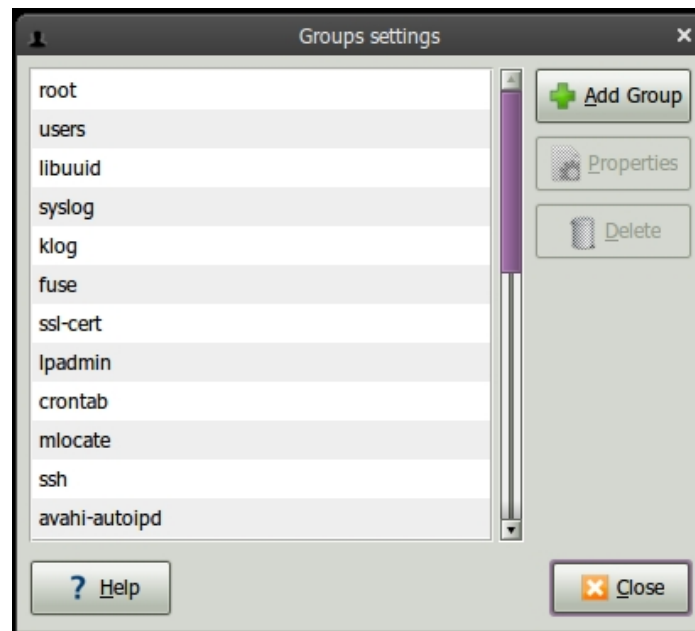 Groups settings
root
users
libuuid
syslog
klog
fuse
ssl-cert
lpadmin
crontab
mlocate
ssh
avahi-autoipd
Add Group
Properties
Delete
? Help
Close